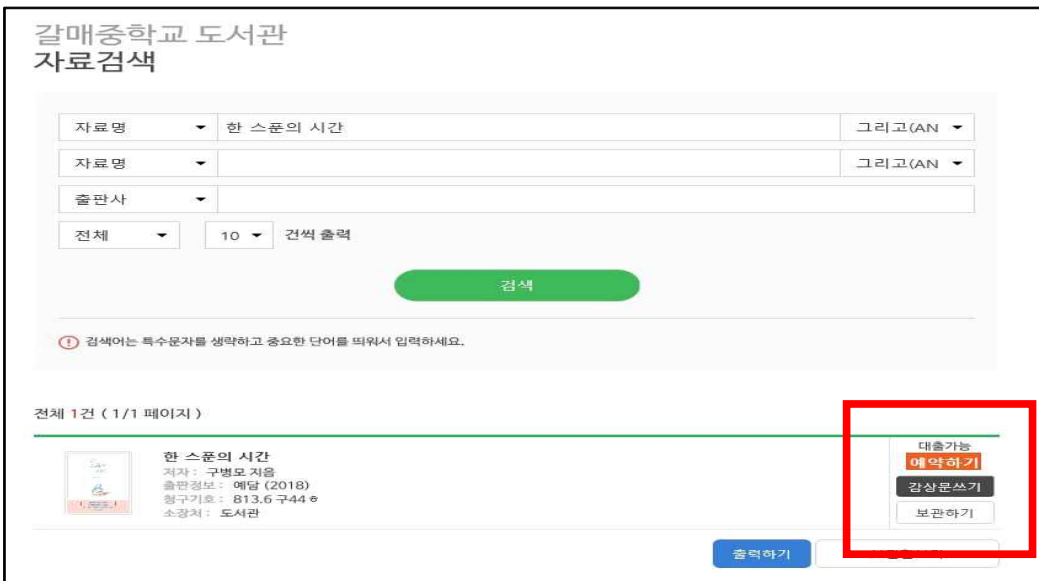 갈매중학교 도서관
자료검색
자료명 한 스푼의 시간 그리고(AN
자료명 그리고(AN
출판사
전체 10 건씩 출력
검색
검색어는 특수문자를 생략하고 중요한 단어를 띄워서 입력하세요.
전체 1건 ( 1/1 페이지 )
한 스푼의 시간
저자 : 구병모 지음
출판정보 : 예담 (2018)
청구기호 : 813.6 구44ㅎ
소장처 : 도서관
대출가능
예약하기
감상문쓰기
보관하기
출력하기